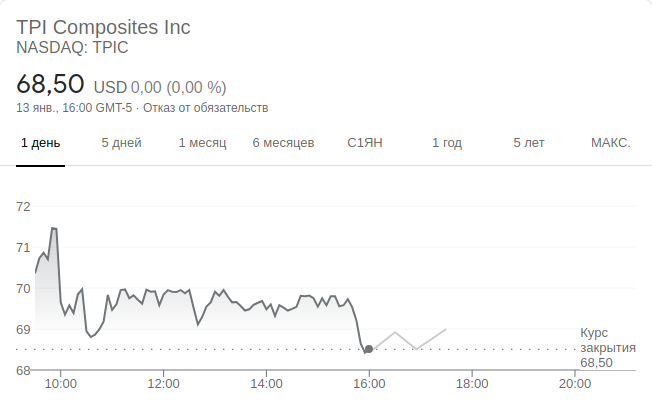 TPI Composites Inc
NASDAQ: TPIC
68,50 USD 0,00 (0,00 %)
13 янв., 16:00 GMT-5 · Отказ от обязательств
1 день 5 дней 1 месяц 6 месяцев С1ЯН 1 год 5 лет МАКС.
72
71
70
69
68
Курс
закрытия
68,50
10:00 12:00 14:00 16:00 18:00 20:00